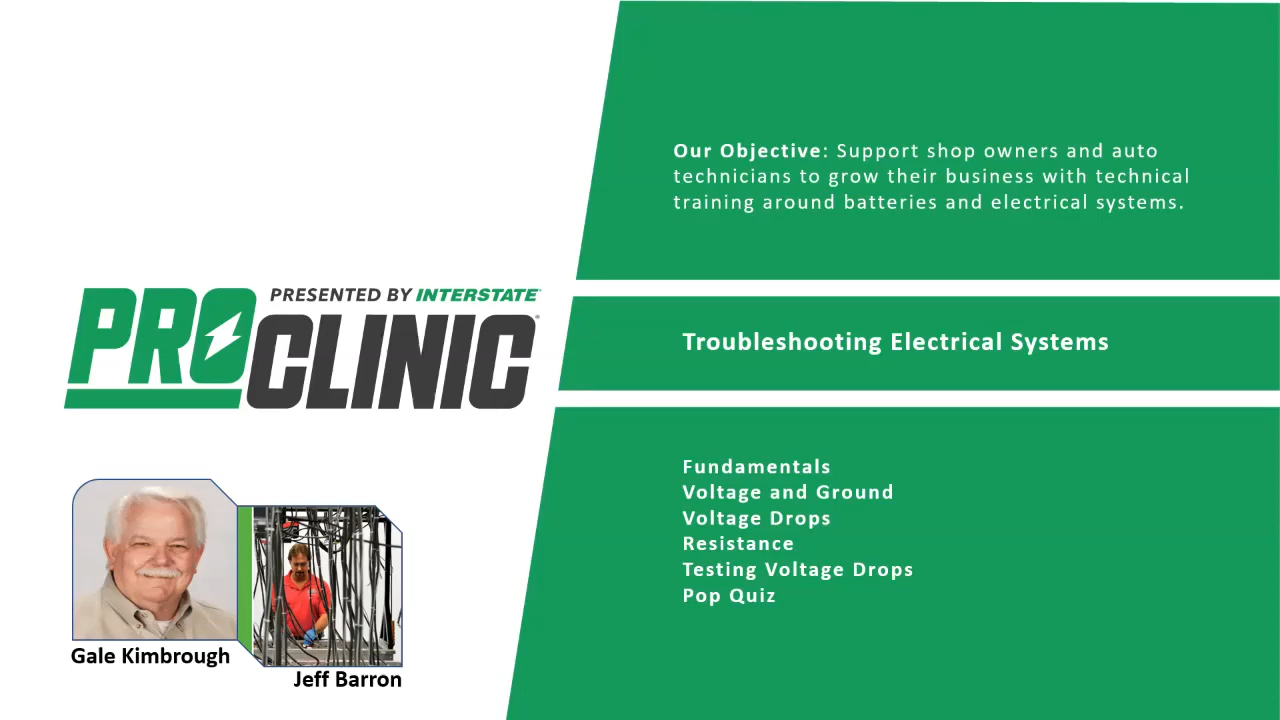 PRO
PRESENTED BY INTERSTATE
CLINIC
Gale Kimbrough
Jeff Barron
Our Objective: Support shop owners and auto
technicians to grow their business with technical
training around batteries and electrical systems.
Troubleshooting Electrical Systems
Fundamentals
Voltage and Ground
Voltage Drops
Resistance
Testing Voltage Drops
Pop Quiz